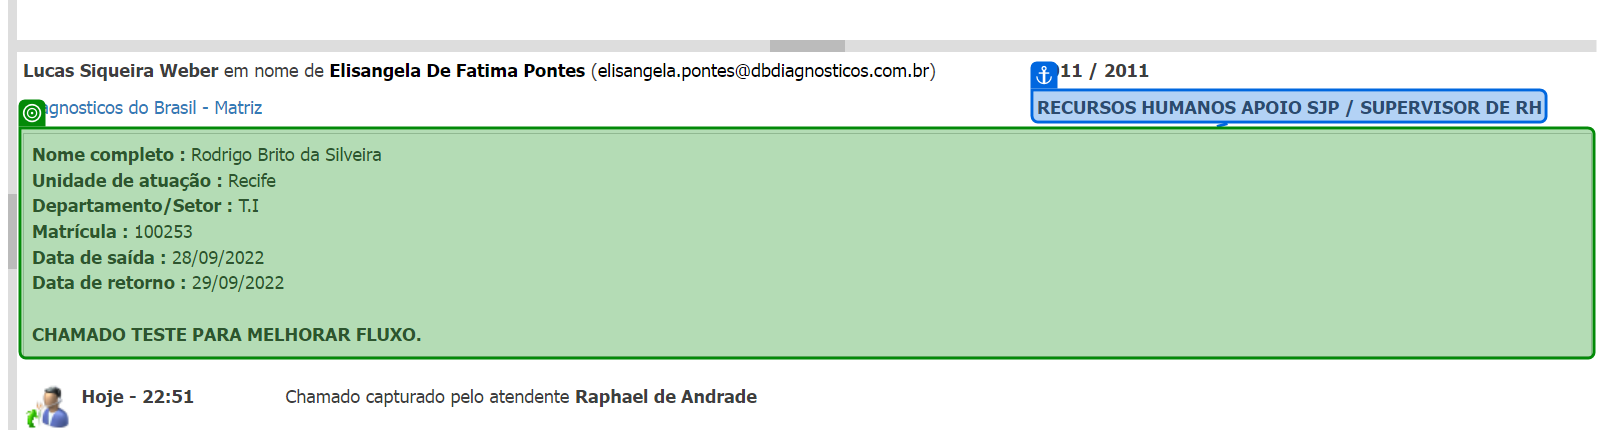 Lucas Siqueira Weber em nome de Elisangela De Fatima Pontes (elisangela.pontes@dbdiagnosticos.com.br)
11 / 2011
agnosticos do Brasil - Matriz
RECURSOS HUMANOS APOIO SJP / SUPERVISOR DE RH
Nome completo : Rodrigo Brito da Silveira
Unidade de atuação : Recife
Departamento/Setor : T.I
Matrícula : 100253
Data de saída : 28/09/2022
Data de retorno : 29/09/2022
CHAMADO TESTE PARA MELHORAR FLUXO.
Hoje - 22:51 Chamado capturado pelo atendente Raphael de Andrade